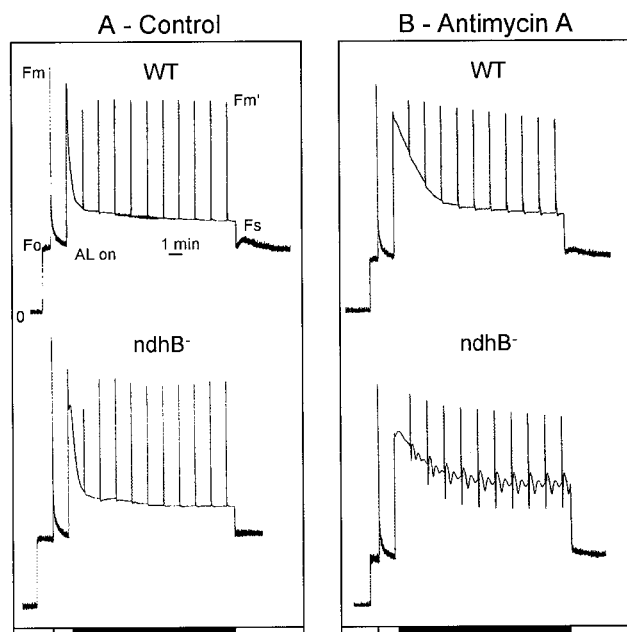 A - Control
B - Antimycin A
WT
Fm
Fm'
Fo
AL on
1 min
Fs
0
ndhB-
WT
ndhB-